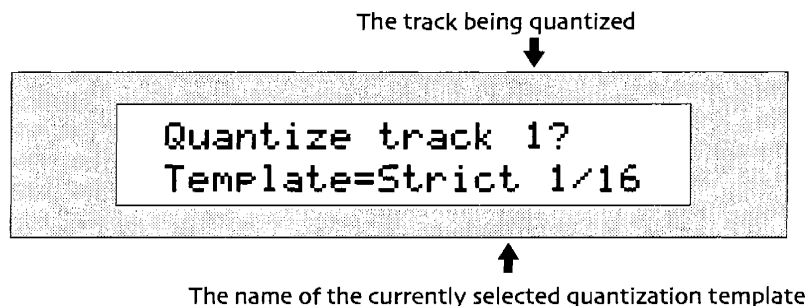 The track being quantized
Quantize track 1?
Template=Strict 1/16
The name of the currently selected quantization template